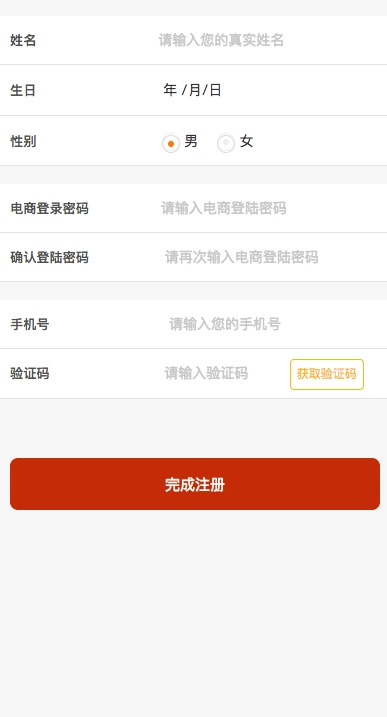 姓名 请输入您的真实姓名
生日 年 /月/日
性别 男 女
电商登录密码 请输入电商登陆密码
确认登陆密码 请再次输入电商登陆密码
手机号 请输入您的手机号
验证码 请输入验证码 获取验证码
完成注册